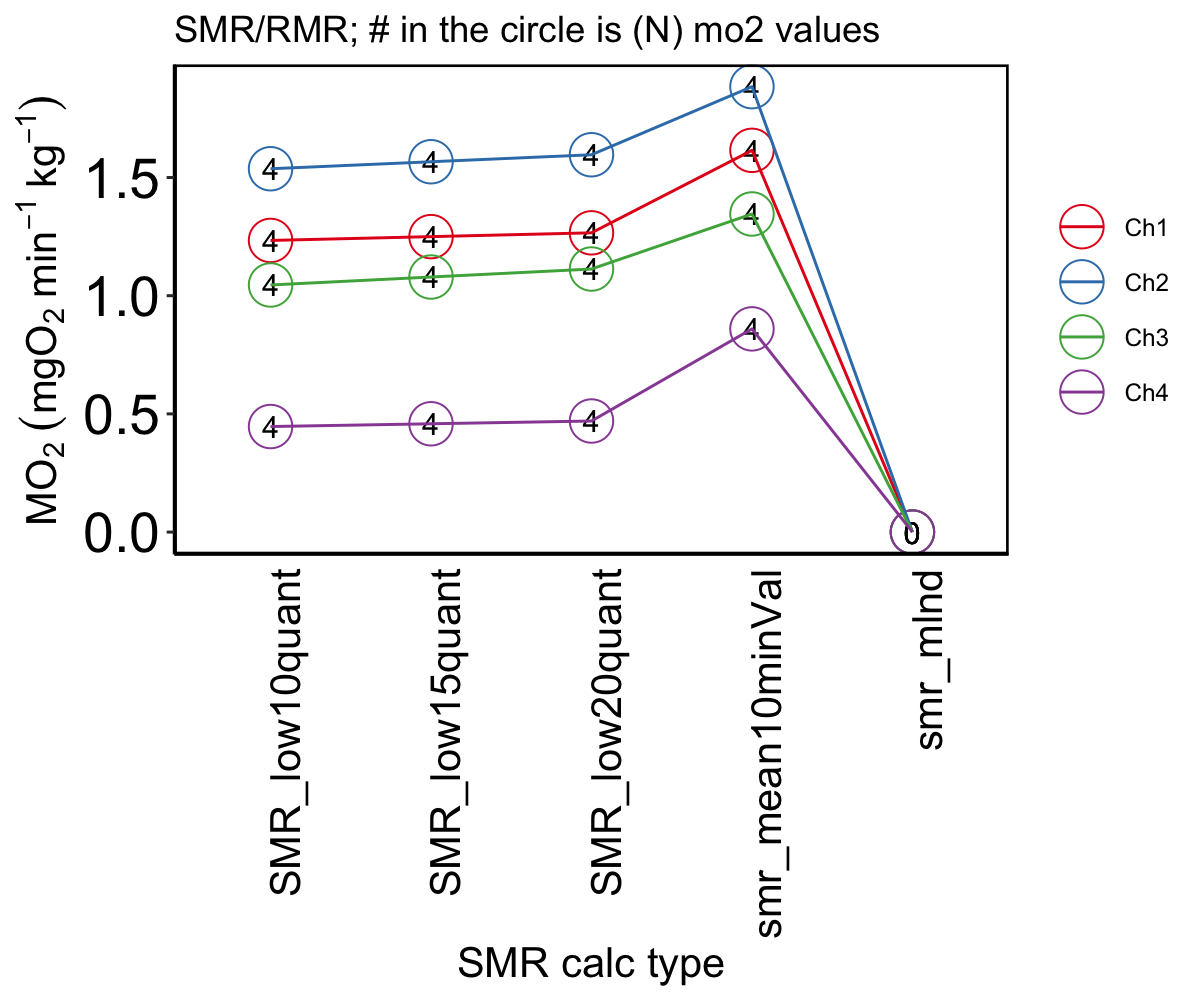 SMR/RMR; # in the circle is (N) mo2 values
MO₂ (mgO₂ min⁻¹ kg⁻¹)
1.5
1.0
0.5
0.0
4 4 4 4
4 4 4 4
4 4 4 4
4 4 4 4
0
SMR_low10quant
SMR_low15quant
SMR_low20quant
smr_mean10minVal
smr_mlnd
SMR calc type
Ch1
Ch2
Ch3
Ch4